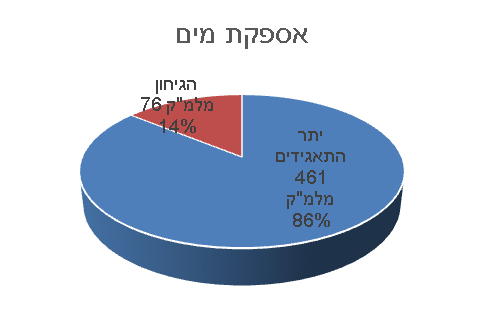 אספקת מים
הגיחון
76 מלמ"ק
14%
יתר
התאגידים
461
מלמ"ק
86%